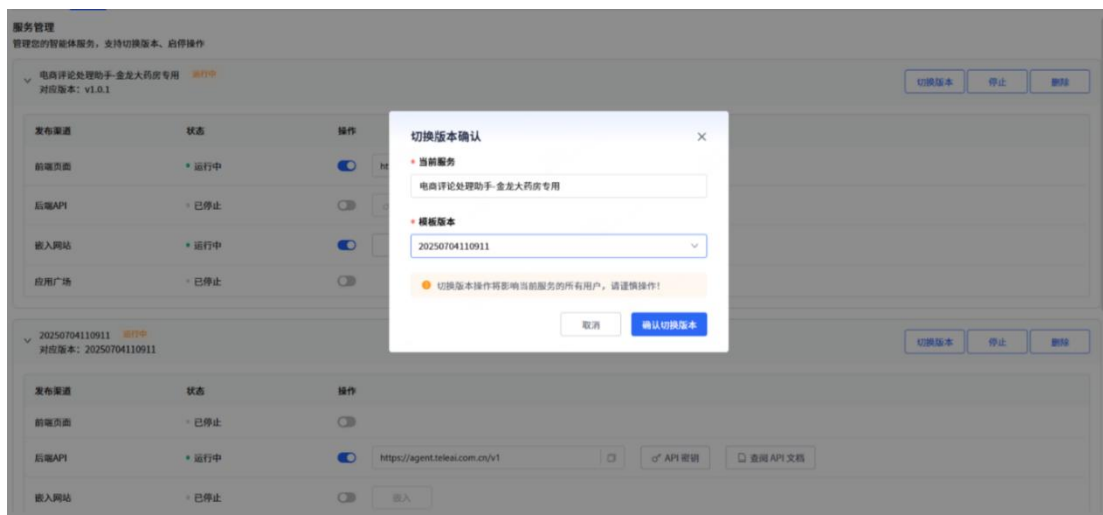 服务管理
管理您的智能体服务，支持切换版本、启停操作
电商评论处理助手-金龙大药房专用 运行中
对应版本：v1.0.1
切换版本 停止 删除
发布渠道 状态 操作
前端页面 运行中
后端API 已停止
嵌入网站 运行中
应用广场 已停止
切换版本确认
* 当前服务
电商评论处理助手-金龙大药房专用
* 模板版本
20250704110911
切换版本操作将影响当前服务的所有用户，请谨慎操作！
取消 确认切换版本
20250704110911 运行中
对应版本：20250704110911
切换版本 停止 删除
发布渠道 状态 操作
前端页面 已停止
后端API 运行中 https://agent.teleai.com.cn/v1 API 密钥 查阅 API 文档
嵌入网站 已停止 嵌入